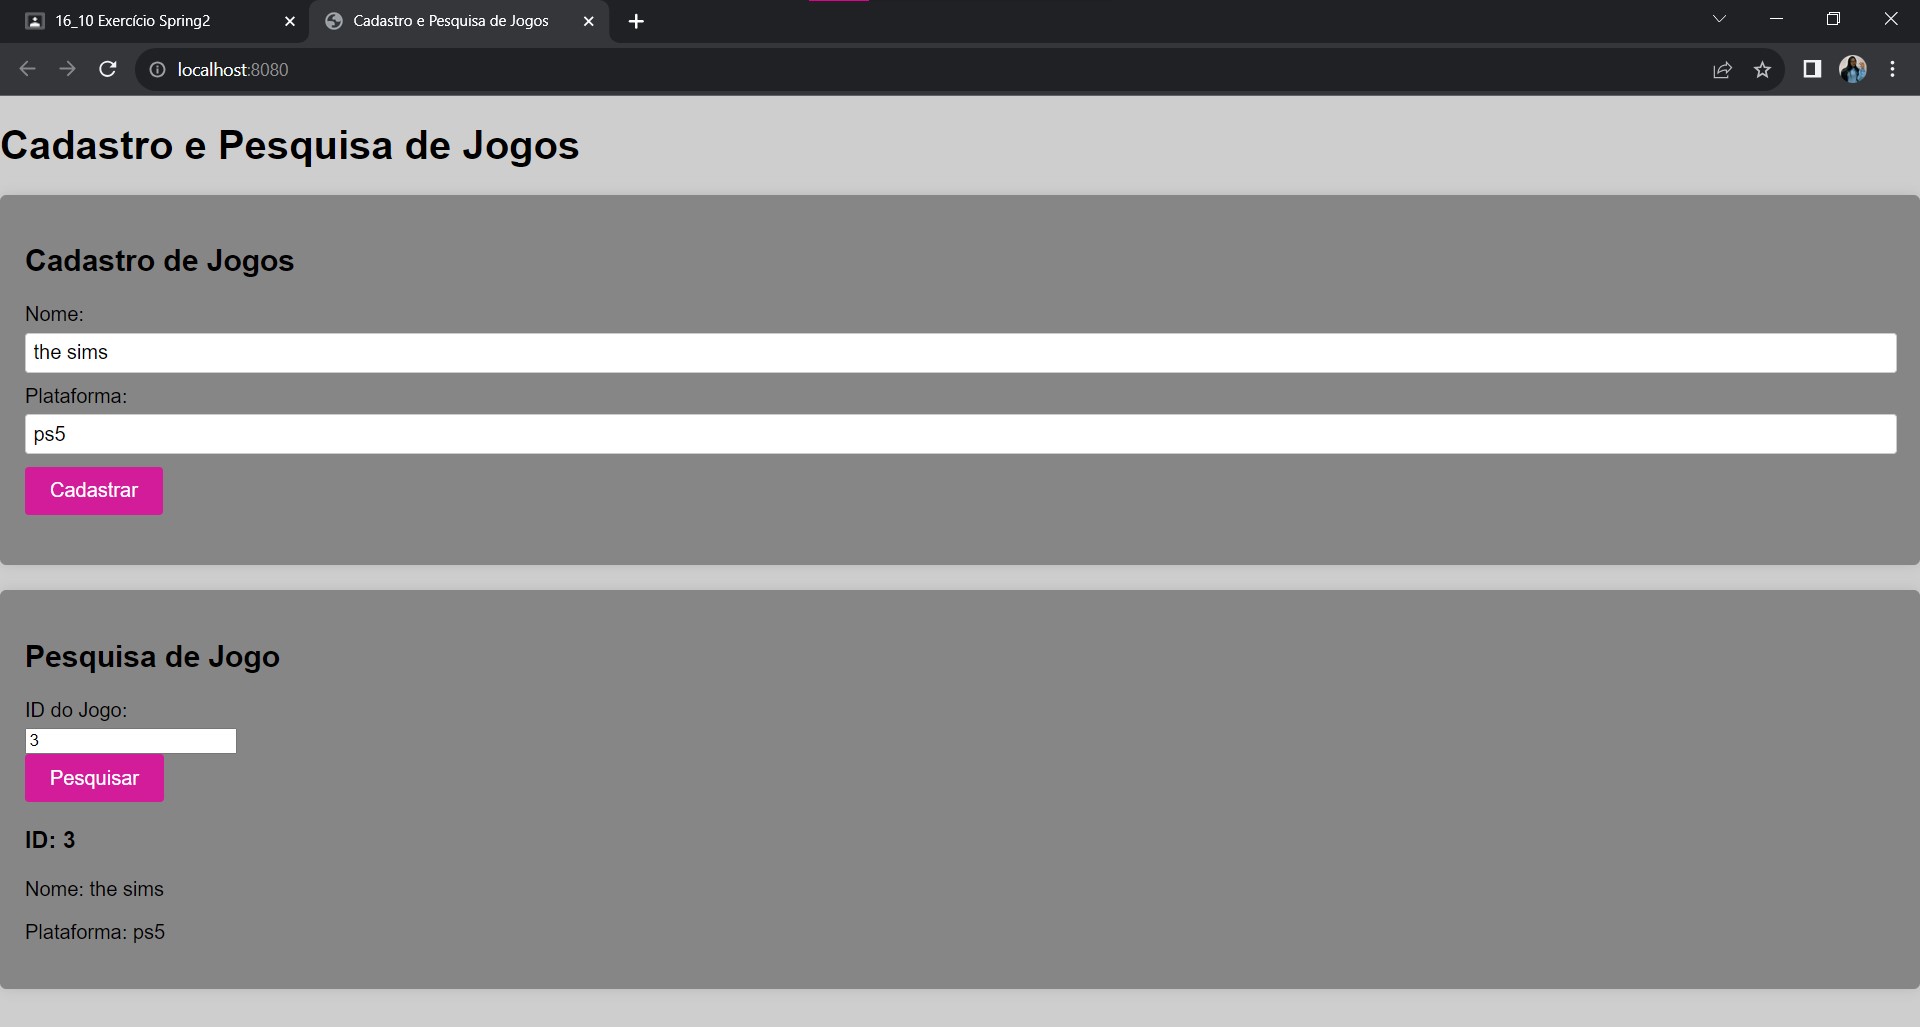 16_10 Exercício Spring2
Cadastro e Pesquisa de Jogos
localhost:8080
Cadastro e Pesquisa de Jogos
Cadastro de Jogos
Nome:
the sims
Plataforma:
ps5
Cadastrar
Pesquisa de Jogo
ID do Jogo:
3
Pesquisar
ID: 3
Nome: the sims
Plataforma: ps5